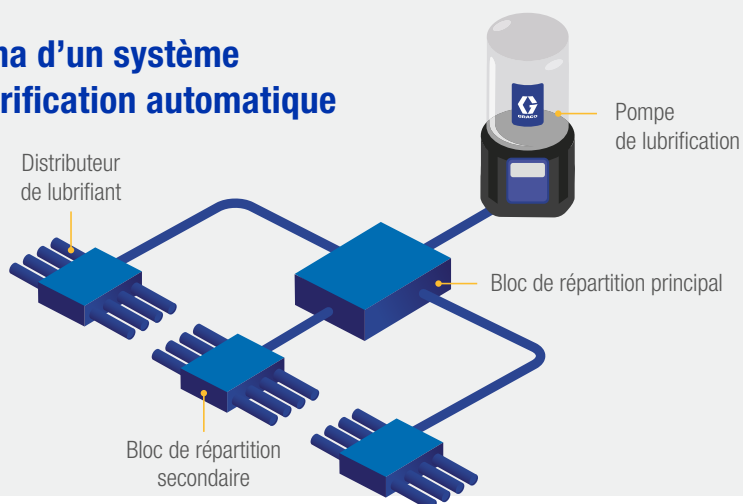 na d’un système
rification automatique
Pompe
de lubrification
Distributeur
de lubrifiant
GRACO
Bloc de répartition principal
Bloc de répartition
secondaire